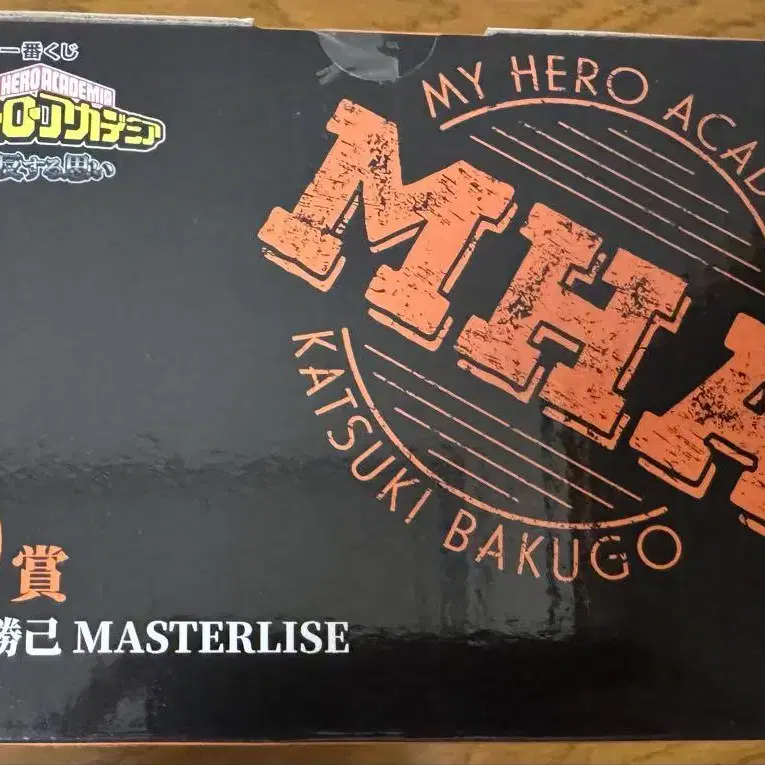 一番くじ
HERO ACADEMIA
ーローアカデミア
する思い
MY HERO ACAD
MHA
KATSUKI BAKUGO
賞
勝己 MASTERLISE